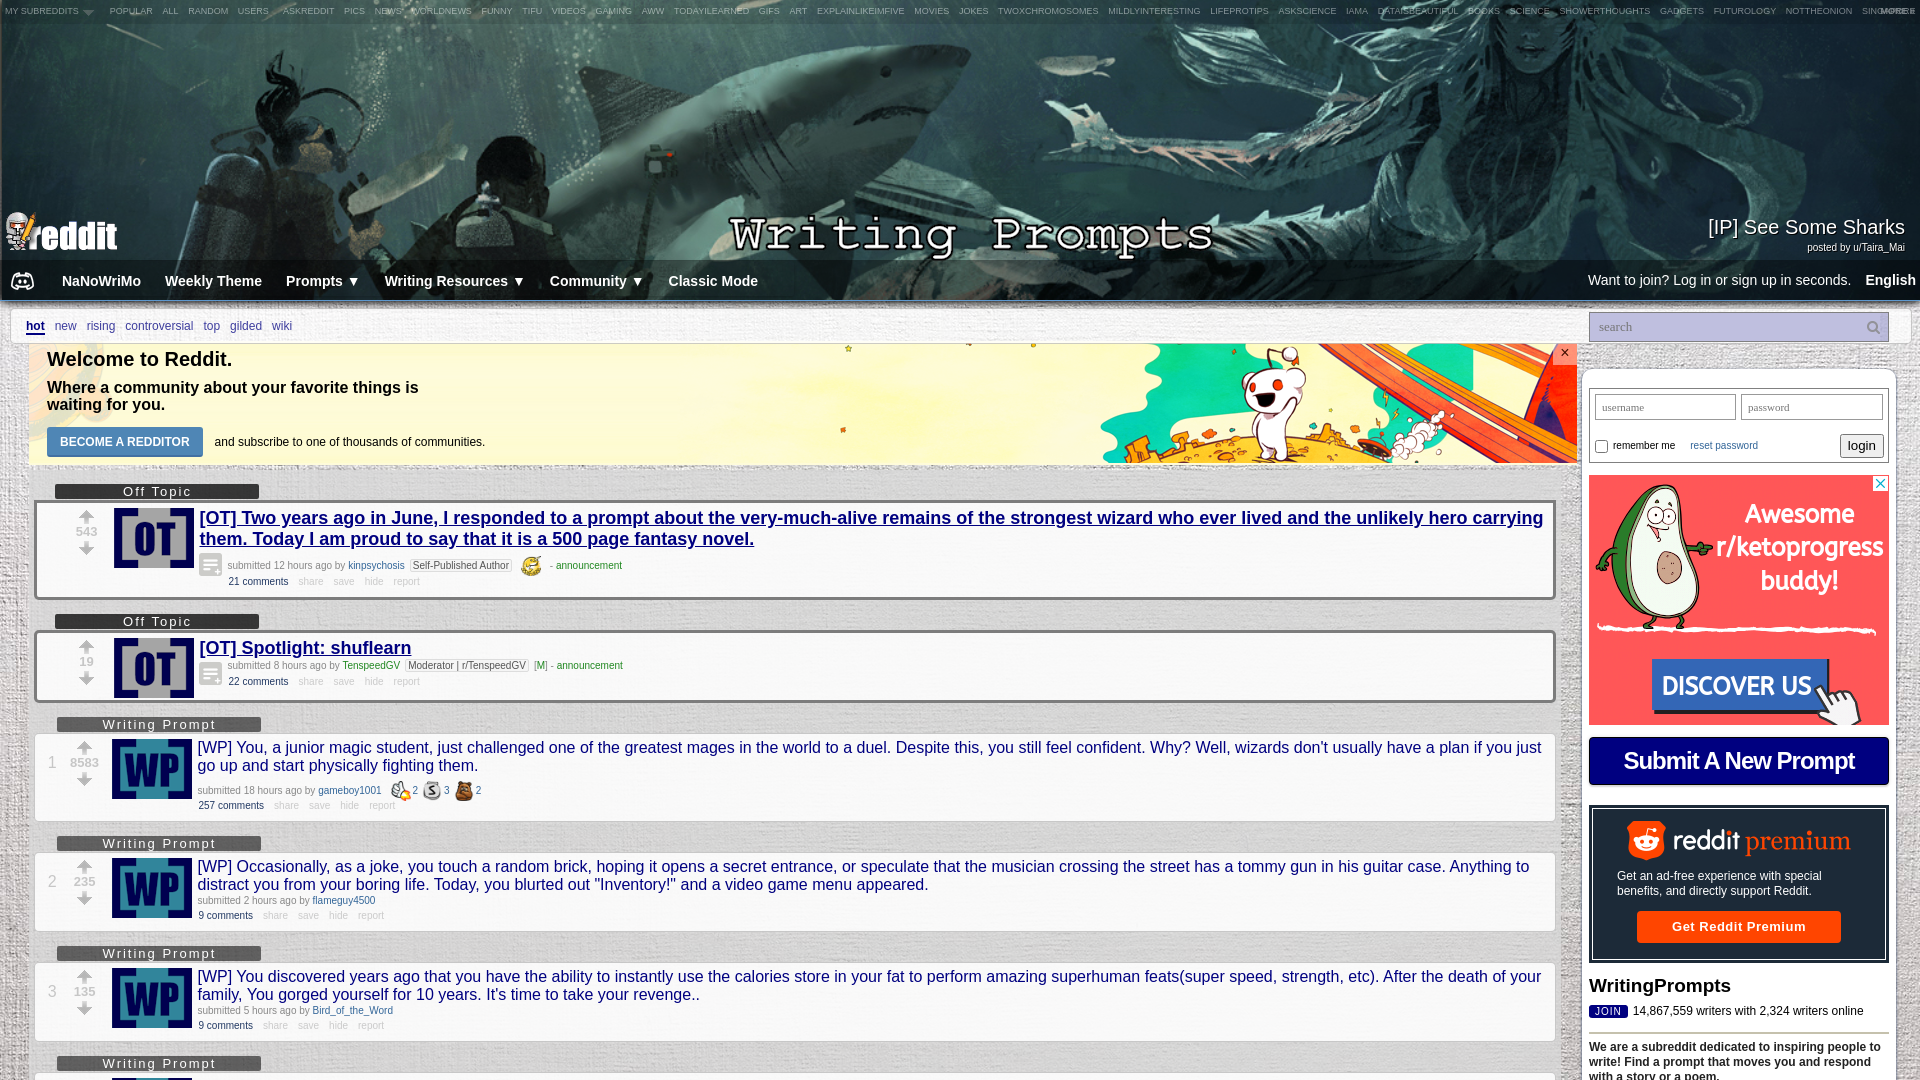 MY SUBREDDITS POPULAR ALL RANDOM USERS ASKREDDIT PICS NEWS WORLDNEWS FUNNY TIFU VIDEOS GAMING AWW TODAYILEARNED GIFS ART EXPLAINLIKEIMFIVE MOVIES JOKES TWOXCHROMOSOMES MILDLYINTERESTING LIFEPROTIPS ASKSCIENCE IAMA DATAISBEAUTIFUL BOOKS SCIENCE SHOWERTHOUGHTS GADGETS FUTUROLOGY NOTTHEONION
reddit
Writing Prompts
[IP] See Some Sharks
posted by u/Taira_Mai
NaNoWriMo Weekly Theme Prompts ▼ Writing Resources ▼ Community ▼ Classic Mode
Want to join? Log in or sign up in seconds. English
hot new rising controversial top gilded wiki
search
Welcome to Reddit.
×
Where a community about your favorite things is
waiting for you.
BECOME A REDDITOR and subscribe to one of thousands of communities.
Off Topic
543
OT
[OT] Two years ago in June, I responded to a prompt about the very-much-alive remains of the strongest wizard who ever lived and the unlikely hero carrying
them. Today I am proud to say that it is a 500 page fantasy novel.
submitted 12 hours ago by kinpsychosis Self-Published Author - announcement
21 comments share save hide report
Off Topic
19
OT
[OT] Spotlight: shuflearn
submitted 8 hours ago by TenspeedGV Moderator | r/TenspeedGV [M] - announcement
22 comments share save hide report
Writing Prompt
1
8583
WP
[WP] You, a junior magic student, just challenged one of the greatest mages in the world to a duel. Despite this, you still feel confident. Why? Well, wizards don't usually have a plan if you just
go up and start physically fighting them.
submitted 18 hours ago by gameboy1001 2 S 3 2
257 comments share save hide report
Writing Prompt
2
235
WP
[WP] Occasionally, as a joke, you touch a random brick, hoping it opens a secret entrance, or speculate that the musician crossing the street has a tommy gun in his guitar case. Anything to
distract you from your boring life. Today, you blurted out "Inventory!" and a video game menu appeared.
submitted 2 hours ago by flameguy4500
9 comments share save hide report
Writing Prompt
3
135
WP
[WP] You discovered years ago that you have the ability to instantly use the calories store in your fat to perform amazing superhuman feats(super speed, strength, etc). After the death of your
family, You gorged yourself for 10 years. It's time to take your revenge..
submitted 5 hours ago by Bird_of_the_Word
9 comments share save hide report
Writing Prompt
username password
remember me reset password login
Awesome
r/ketoprogress
buddy!
DISCOVER US
Submit A New Prompt
reddit premium
Get an ad-free experience with special
benefits, and directly support Reddit.
Get Reddit Premium
WritingPrompts
JOIN 14,867,559 writers with 2,324 writers online
We are a subreddit dedicated to inspiring people to
write! Find a prompt that moves you and respond
with a story or a poem.